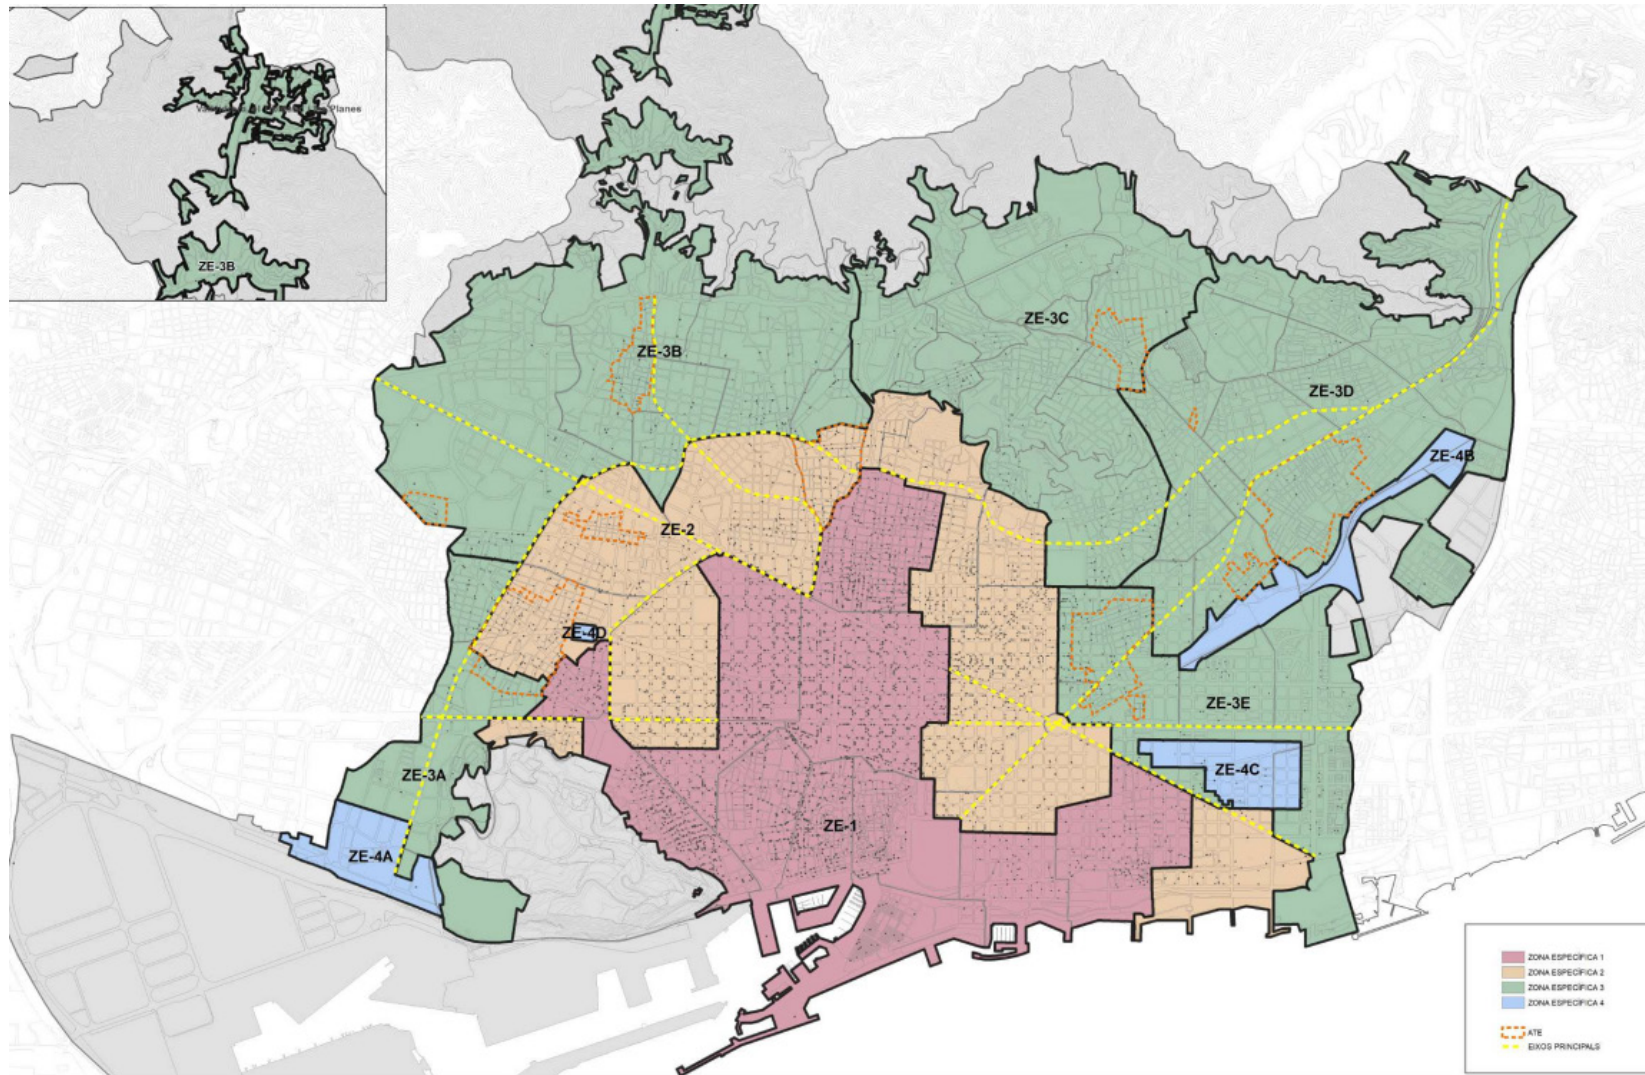 ZE-3B
ZE-3C
ZE-3B
ZE-3D
ZE-4B
ZE-2
ZE-4D
ZE-3E
ZE-3A
ZE-4C
ZE-1
ZE-4A
ZONA ESPECÍFICA 1
ZONA ESPECÍFICA 2
ZONA ESPECÍFICA 3
ZONA ESPECÍFICA 4
ATE
EIXOS PRINCIPALS